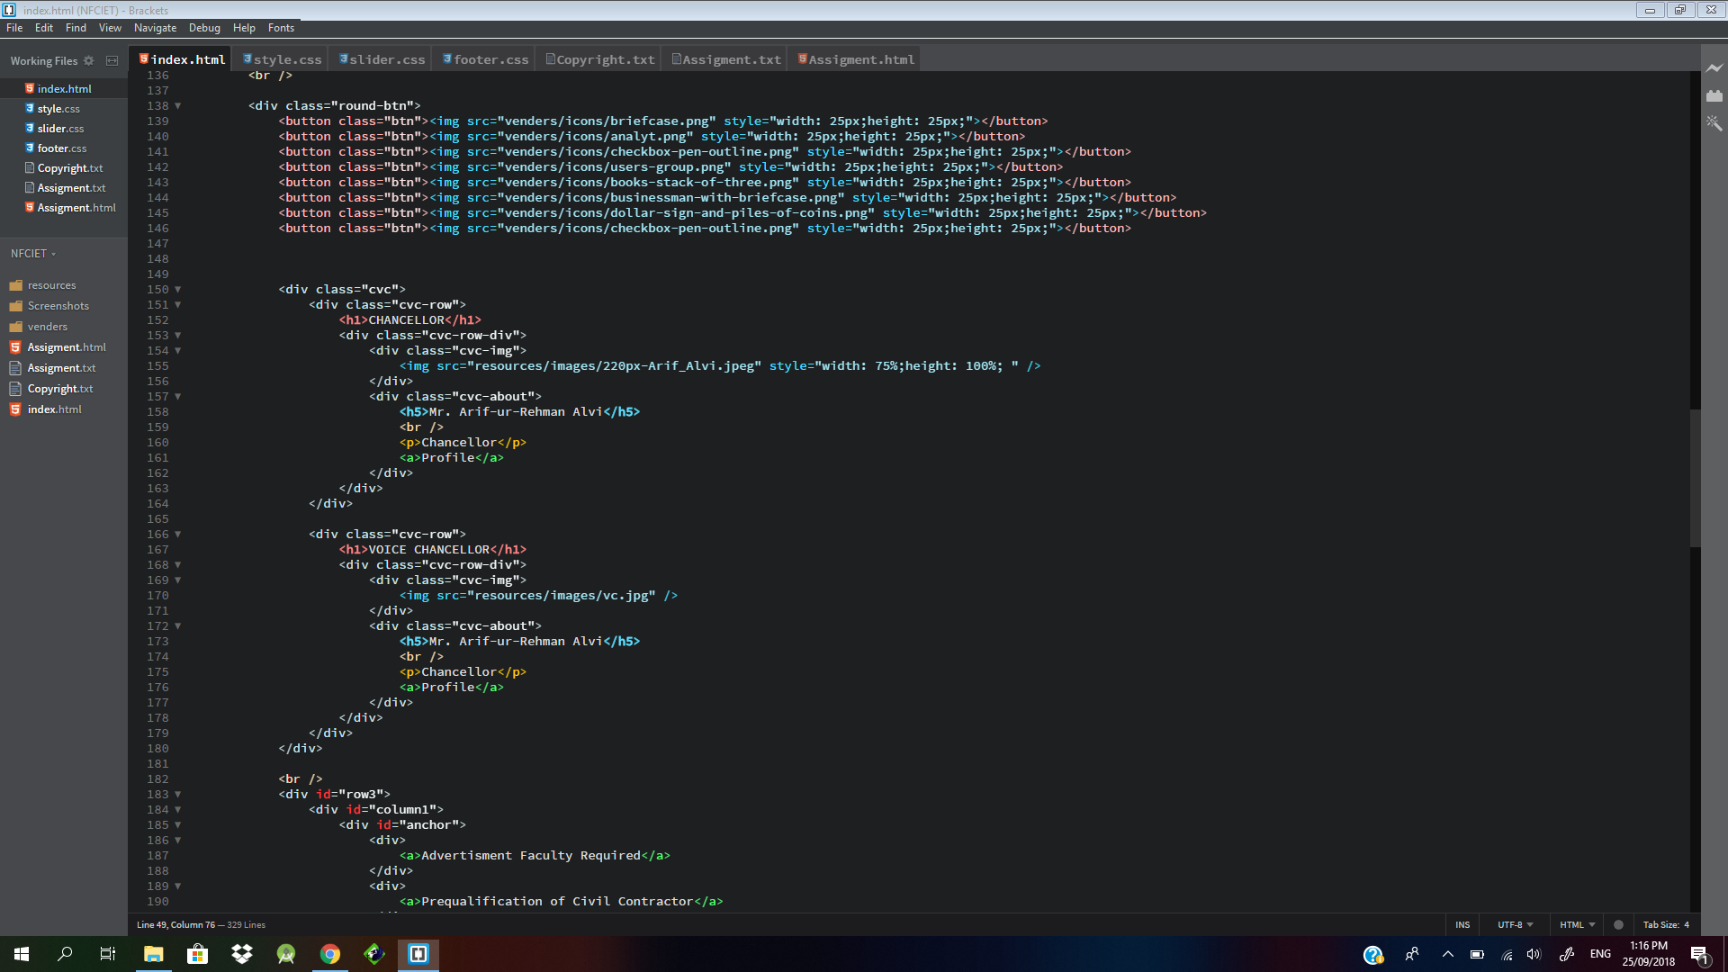 index.html (NFCIET) - Brackets
File Edit Find View Navigate Debug Help Fonts
Working Files
index.html style.css slider.css footer.css Copyright.txt Assigment.txt Assigment.html
index.html
style.css
slider.css
footer.css
Copyright.txt
Assigment.txt
Assigment.html
NFCIET
resources
Screenshots
venders
Assigment.html
Assigment.txt
Copyright.txt
index.html
136 <br />
137
138 <div class="round-btn">
139 <button class="btn"><img src="venders/icons/briefcase.png" style="width: 25px;height: 25px;"></button>
140 <button class="btn"><img src="venders/icons/analyt.png" style="width: 25px;height: 25px;"></button>
141 <button class="btn"><img src="venders/icons/checkbox-pen-outline.png" style="width: 25px;height: 25px;"></button>
142 <button class="btn"><img src="venders/icons/users-group.png" style="width: 25px;height: 25px;"></button>
143 <button class="btn"><img src="venders/icons/books-stack-of-three.png" style="width: 25px;height: 25px;"></button>
144 <button class="btn"><img src="venders/icons/businessman-with-briefcase.png" style="width: 25px;height: 25px;"></button>
145 <button class="btn"><img src="venders/icons/dollar-sign-and-piles-of-coins.png" style="width: 25px;height: 25px;"></button>
146 <button class="btn"><img src="venders/icons/checkbox-pen-outline.png" style="width: 25px;height: 25px;"></button>
147
148
149
150 <div class="cvc">
151 <div class="cvc-row">
152 <h1>CHANCELLOR</h1>
153 <div class="cvc-row-div">
154 <div class="cvc-img">
155 <img src="resources/images/220px-Arif_Alvi.jpeg" style="width: 75%;height: 100%; " />
156 </div>
157 <div class="cvc-about">
158 <h5>Mr. Arif-ur-Rehman Alvi</h5>
159 <br />
160 <p>Chancellor</p>
161 <a>Profile</a>
162 </div>
163 </div>
164 </div>
165
166 <div class="cvc-row">
167 <h1>VOICE CHANCELLOR</h1>
168 <div class="cvc-row-div">
169 <div class="cvc-img">
170 <img src="resources/images/vc.jpg" />
171 </div>
172 <div class="cvc-about">
173 <h5>Mr. Arif-ur-Rehman Alvi</h5>
174 <br />
175 <p>Chancellor</p>
176 <a>Profile</a>
177 </div>
178 </div>
179 </div>
180 </div>
181
182 <br />
183 <div id="row3">
184 <div id="column1">
185 <div id="anchor">
186 <div>
187 <a>Advertisment Faculty Required</a>
188 </div>
189 <div>
190 <a>Prequalification of Civil Contractor</a>
Line 49, Column 76 — 329 Lines
INS UTF-8 HTML Tab Size: 4
ENG
1:16 PM
25/09/2018
1